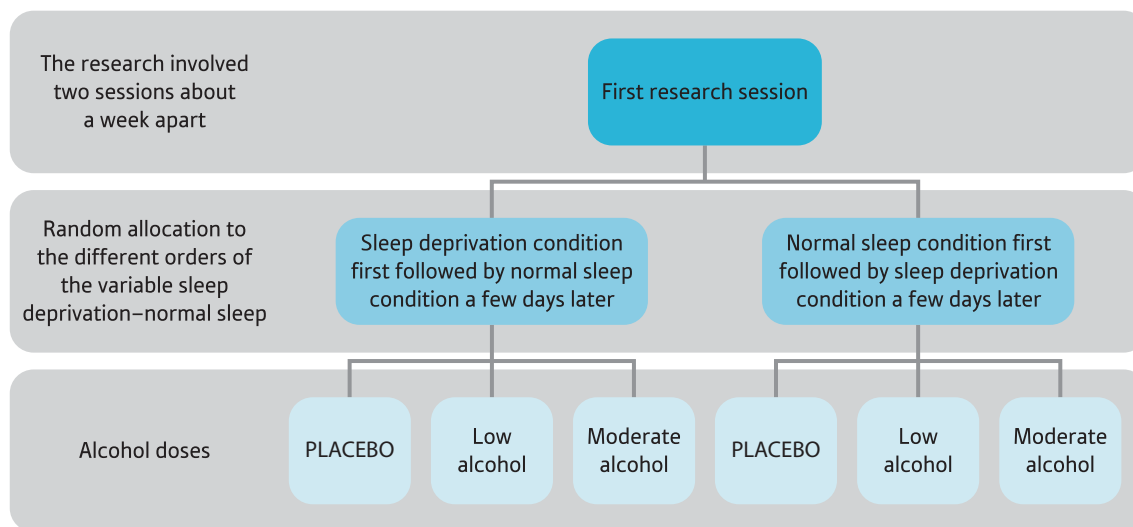 The research involved
two sessions about
a week apart
First research session
Random allocation to
the different orders of
the variable sleep
deprivation–normal sleep
Sleep deprivation condition
first followed by normal sleep
condition a few days later
Normal sleep condition first
followed by sleep deprivation
condition a few days later
Alcohol doses
PLACEBO
Low
alcohol
Moderate
alcohol
PLACEBO
Low
alcohol
Moderate
alcohol